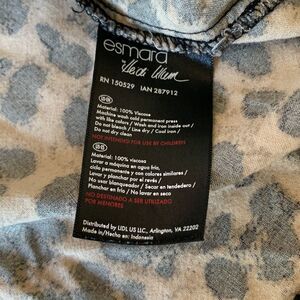 esmara
by Heidi Klum
RN 150529 IAN 287912
Material: 100% Viscose
Machine wash cold permanent press
with like colors / Wash and iron inside out /
Do not bleach / Line dry / Cool iron /
Do not dry clean
NOT INTENDED FOR USE BY CHILDREN
Material: 100% viscosa
Lavar a máquina en agua fría,
ciclo permanente y con colores similares /
Lavar y planchar por el revés /
No usar blanqueador / Secar en tendedero /
Planchar en frío / No lavar en seco
NO DEBE/DESTINADO A SER UTILIZADO
POR MENORES
Distributed by LIDL US LLC, Arlington, VA 22202
Made in/Hecho en: Indonesia